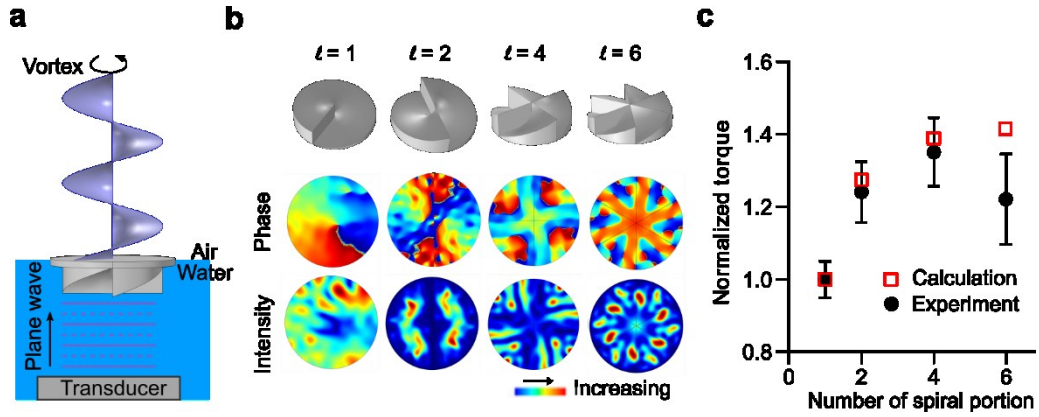 a
Vortex
Air
Water
Plane wave
Transducer
b
ℓ = 1 ℓ = 2 ℓ = 4 ℓ = 6
Phase
Intensity
Increasing
c
1.6
1.4
1.2
1.0
0.8
0 2 4 6
Normalized torque
Calculation
Experiment
Number of spiral portion